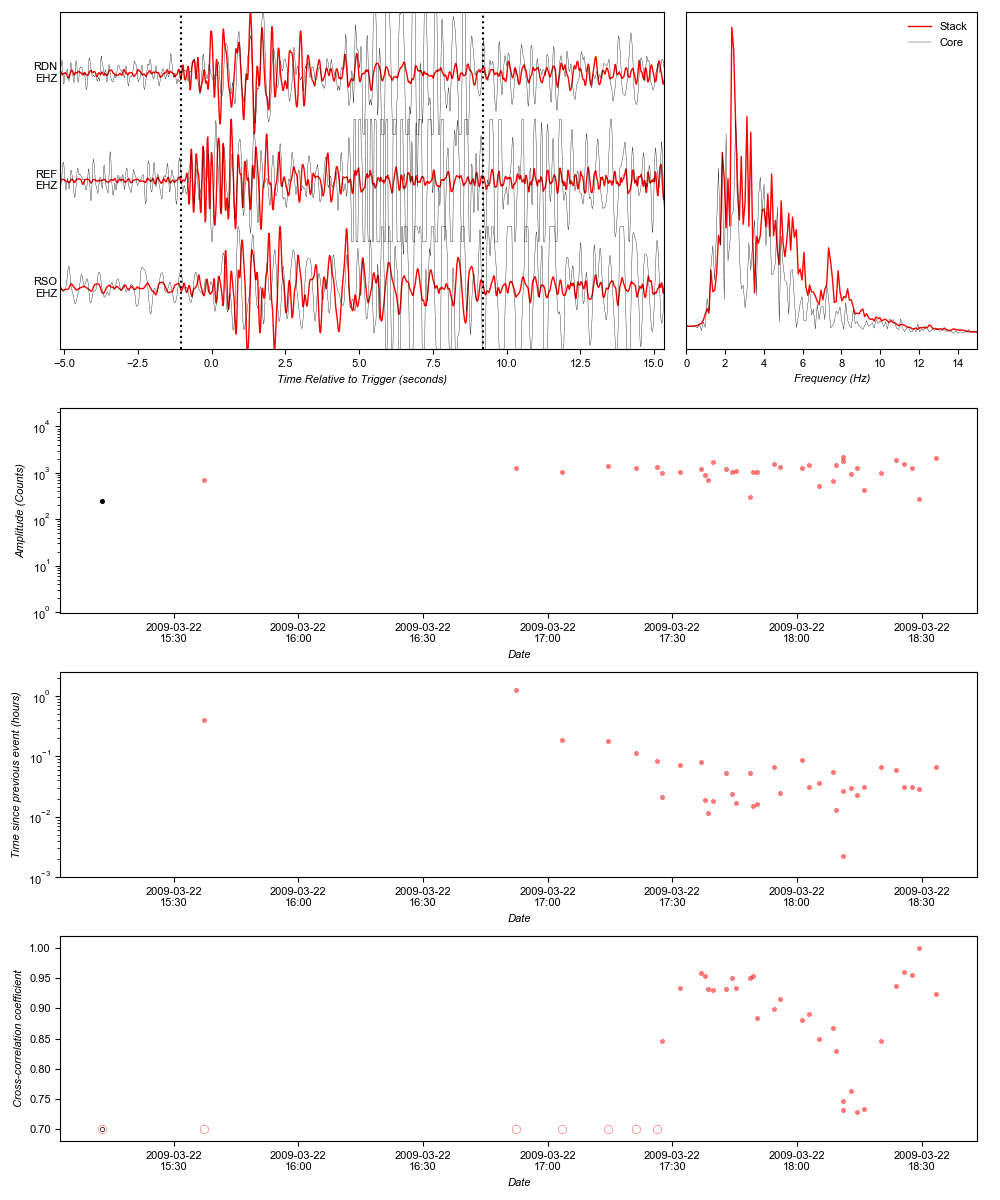 Stack
Core
RDN
EHZ
REF
EHZ
RSO
EHZ
−5.0 −2.5 0.0 2.5 5.0 7.5 10.0 12.5 15.0
Time Relative to Trigger (seconds)
0 2 4 6 8 10 12 14
Frequency (Hz)
10⁴
10³
10²
10¹
10⁰
Amplitude (Counts)
2009-03-22 2009-03-22 2009-03-22 2009-03-22 2009-03-22 2009-03-22 2009-03-22
15:30 16:00 16:30 17:00 17:30 18:00 18:30
Date
10⁰
10⁻¹
10⁻²
10⁻³
Time since previous event (hours)
2009-03-22 2009-03-22 2009-03-22 2009-03-22 2009-03-22 2009-03-22 2009-03-22
15:30 16:00 16:30 17:00 17:30 18:00 18:30
Date
1.00
0.95
0.90
0.85
0.80
0.75
0.70
Cross-correlation coefficient
2009-03-22 2009-03-22 2009-03-22 2009-03-22 2009-03-22 2009-03-22 2009-03-22
15:30 16:00 16:30 17:00 17:30 18:00 18:30
Date